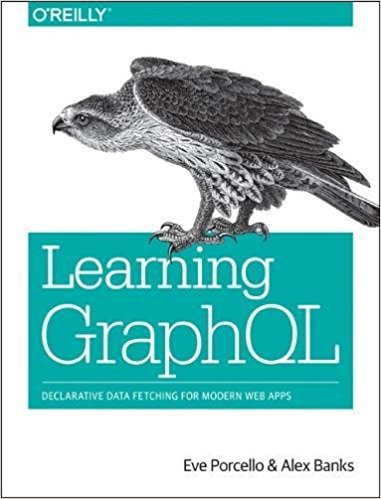 O'REILLY®
Learning
GraphQL
DECLARATIVE DATA FETCHING FOR MODERN WEB APPS
Eve Porcello & Alex Banks